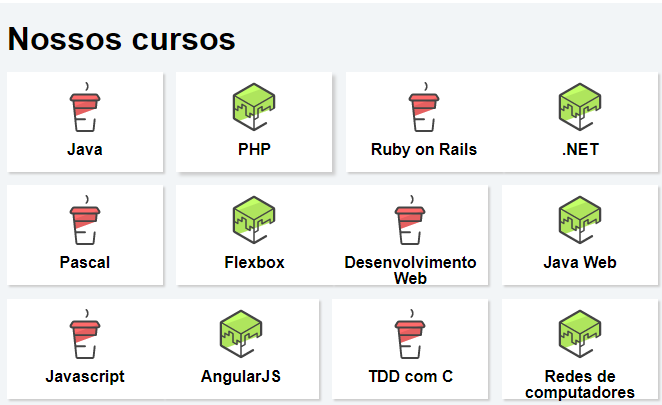 Nossos cursos
Java
PHP
Ruby on Rails
.NET
Pascal
Flexbox
Desenvolvimento
Web
Java Web
Javascript
AngularJS
TDD com C
Redes de
computadores